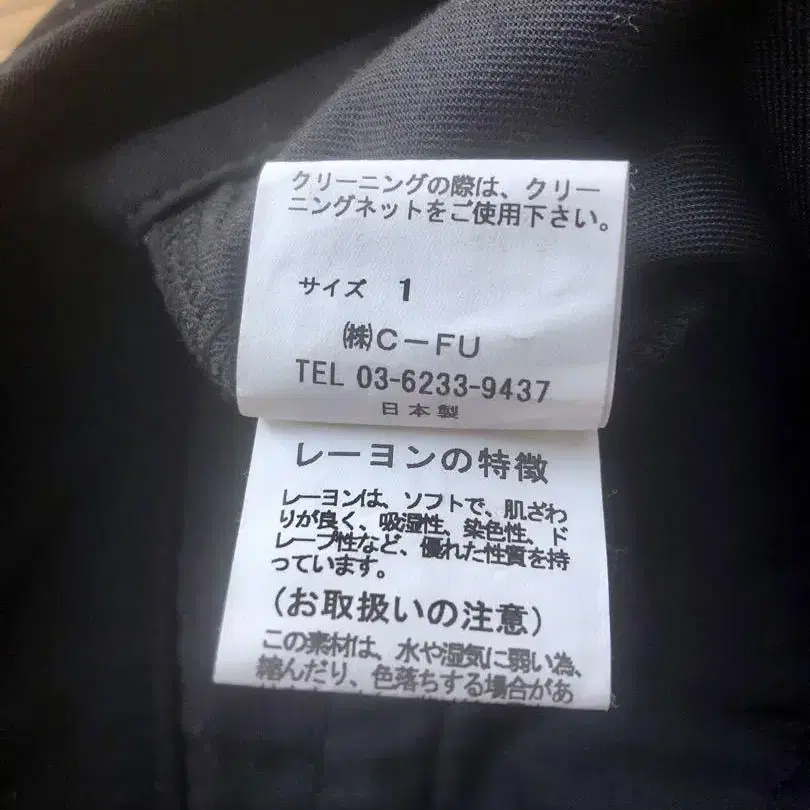 クリーニングの際は、クリー
ニングネットをご使用下さい。
サイズ 1
㈱C－FU
TEL 03-6233-9437
日本製
レーヨンの特徴
レーヨンは、ソフトで、肌ざわ
りが良く、吸湿性、染色性、ド
レープ性など、優れた性質を持
っています。
(お取扱いの注意)
この素材は、水や湿気に弱い為、
縮んだり、色落ちする場合があ